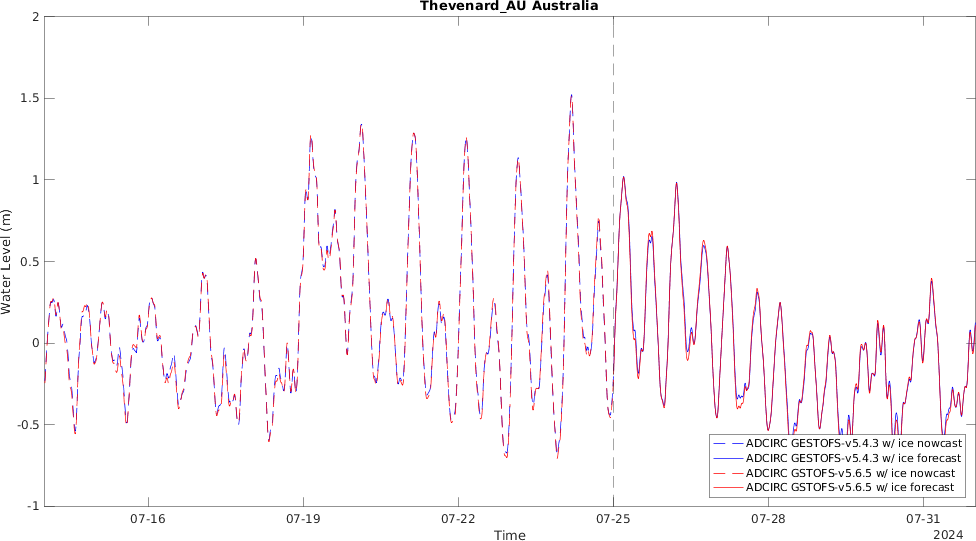 Thevenard_AU Australia
2
1.5
1
0.5
0
-0.5
-1
Water Level (m)
07-16
07-19
07-22
07-25
07-28
07-31
Time
2024
ADCIRC GESTOFS-v5.4.3 w/ ice nowcast
ADCIRC GESTOFS-v5.4.3 w/ ice forecast
ADCIRC GSTOFS-v5.6.5 w/ ice nowcast
ADCIRC GSTOFS-v5.6.5 w/ ice forecast